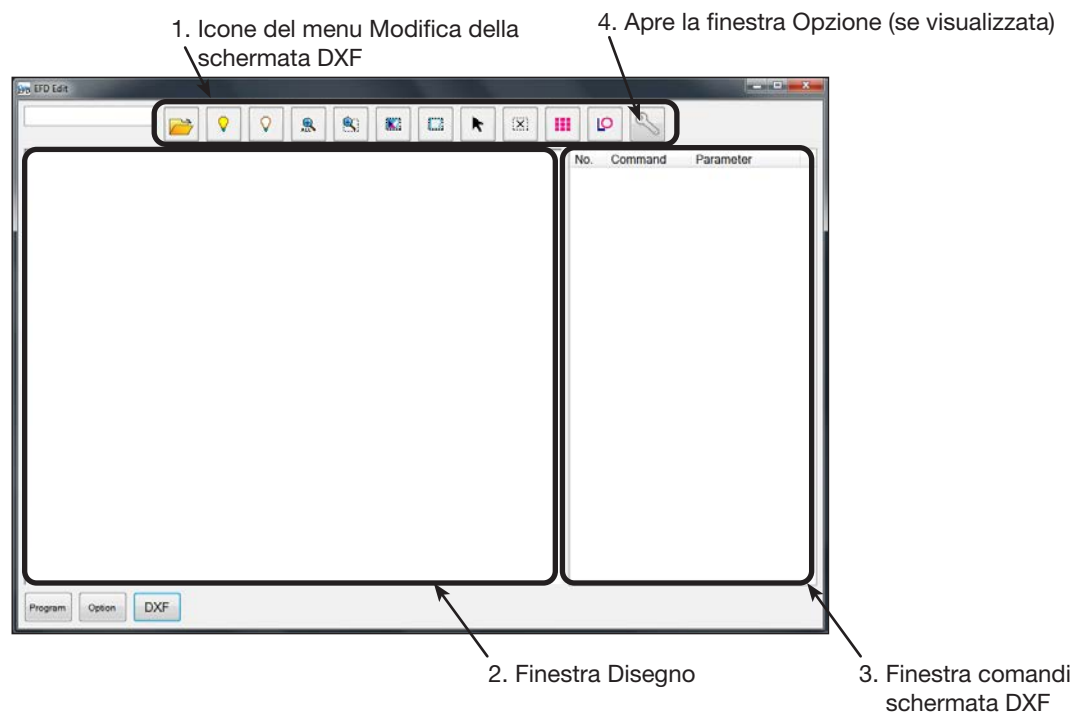 1. Icone del menu Modifica della
schermata DXF
4. Apre la finestra Opzione (se visualizzata)
EFD Edit
ALL
No. Command Parameter
Program Option DXF
2. Finestra Disegno
3. Finestra comandi
schermata DXF